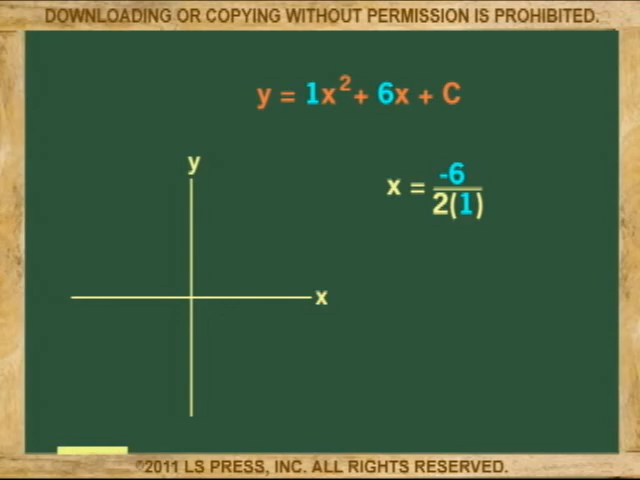 DOWNLOADING OR COPYING WITHOUT PERMISSION IS PROHIBITED.
y = 1x² + 6x + C
y
x = -6
2(1)
x
©2011 LS PRESS, INC. ALL RIGHTS RESERVED.